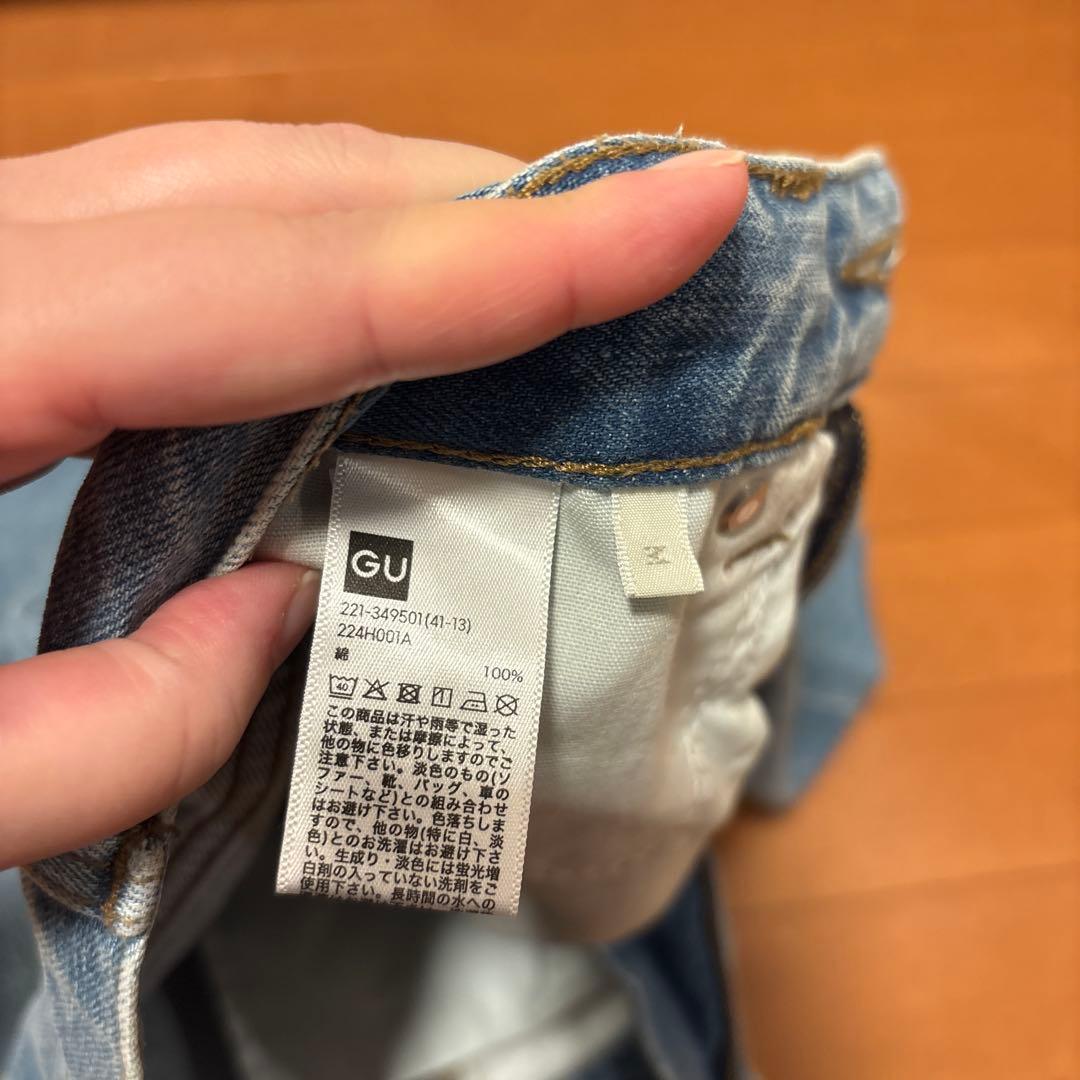 GU
221-349501(41-13)
224H001A
綿
100%
40
この商品は汗や雨等で湿った
状態、または摩擦によって、
他の物に色移りしますのでご
注意下さい。淡色のもの(ソ
ファー、靴、バッグ、車の
シートなど)との組み合わせ
はお避け下さい。色落ちしま
すので、他の物(特に白、淡
色)とのお洗濯はお避け下さ
い。生成り・淡色には蛍光増
白剤の入っていない洗剤をご
使用下さい。長時間の水への
M